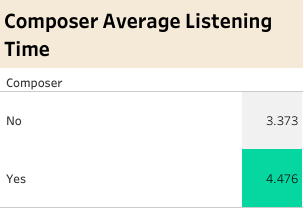 Composer Average Listening
Time
Composer
No 3.373
Yes 4.476